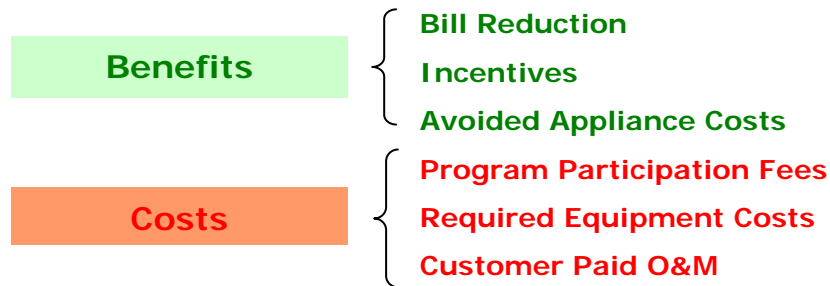 Benefits
Bill Reduction
Incentives
Avoided Appliance Costs
Costs
Program Participation Fees
Required Equipment Costs
Customer Paid O&M